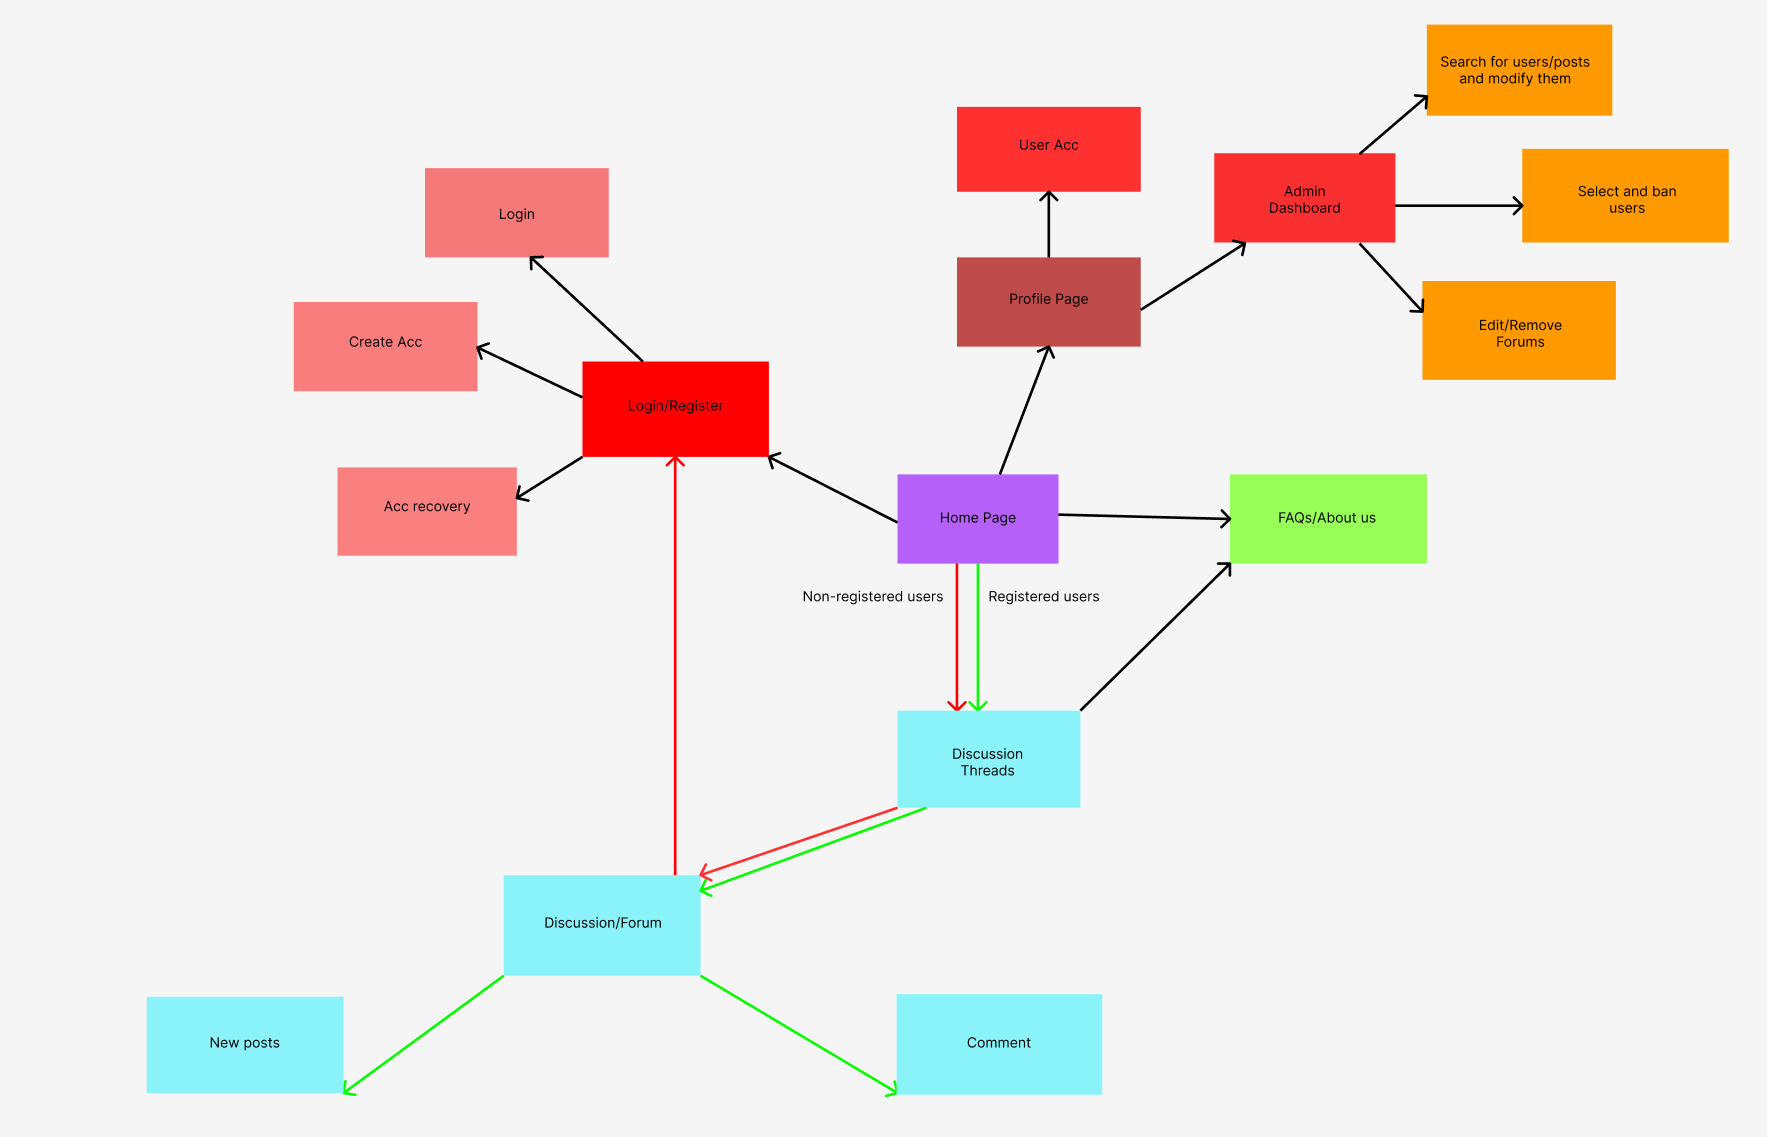 Search for users/posts
and modify them
User Acc
Admin
Dashboard
Select and ban
users
Login
Profile Page
Edit/Remove
Forums
Create Acc
Login/Register
Acc recovery
Home Page
FAQs/About us
Non-registered users
Registered users
Discussion
Threads
Discussion/Forum
New posts
Comment